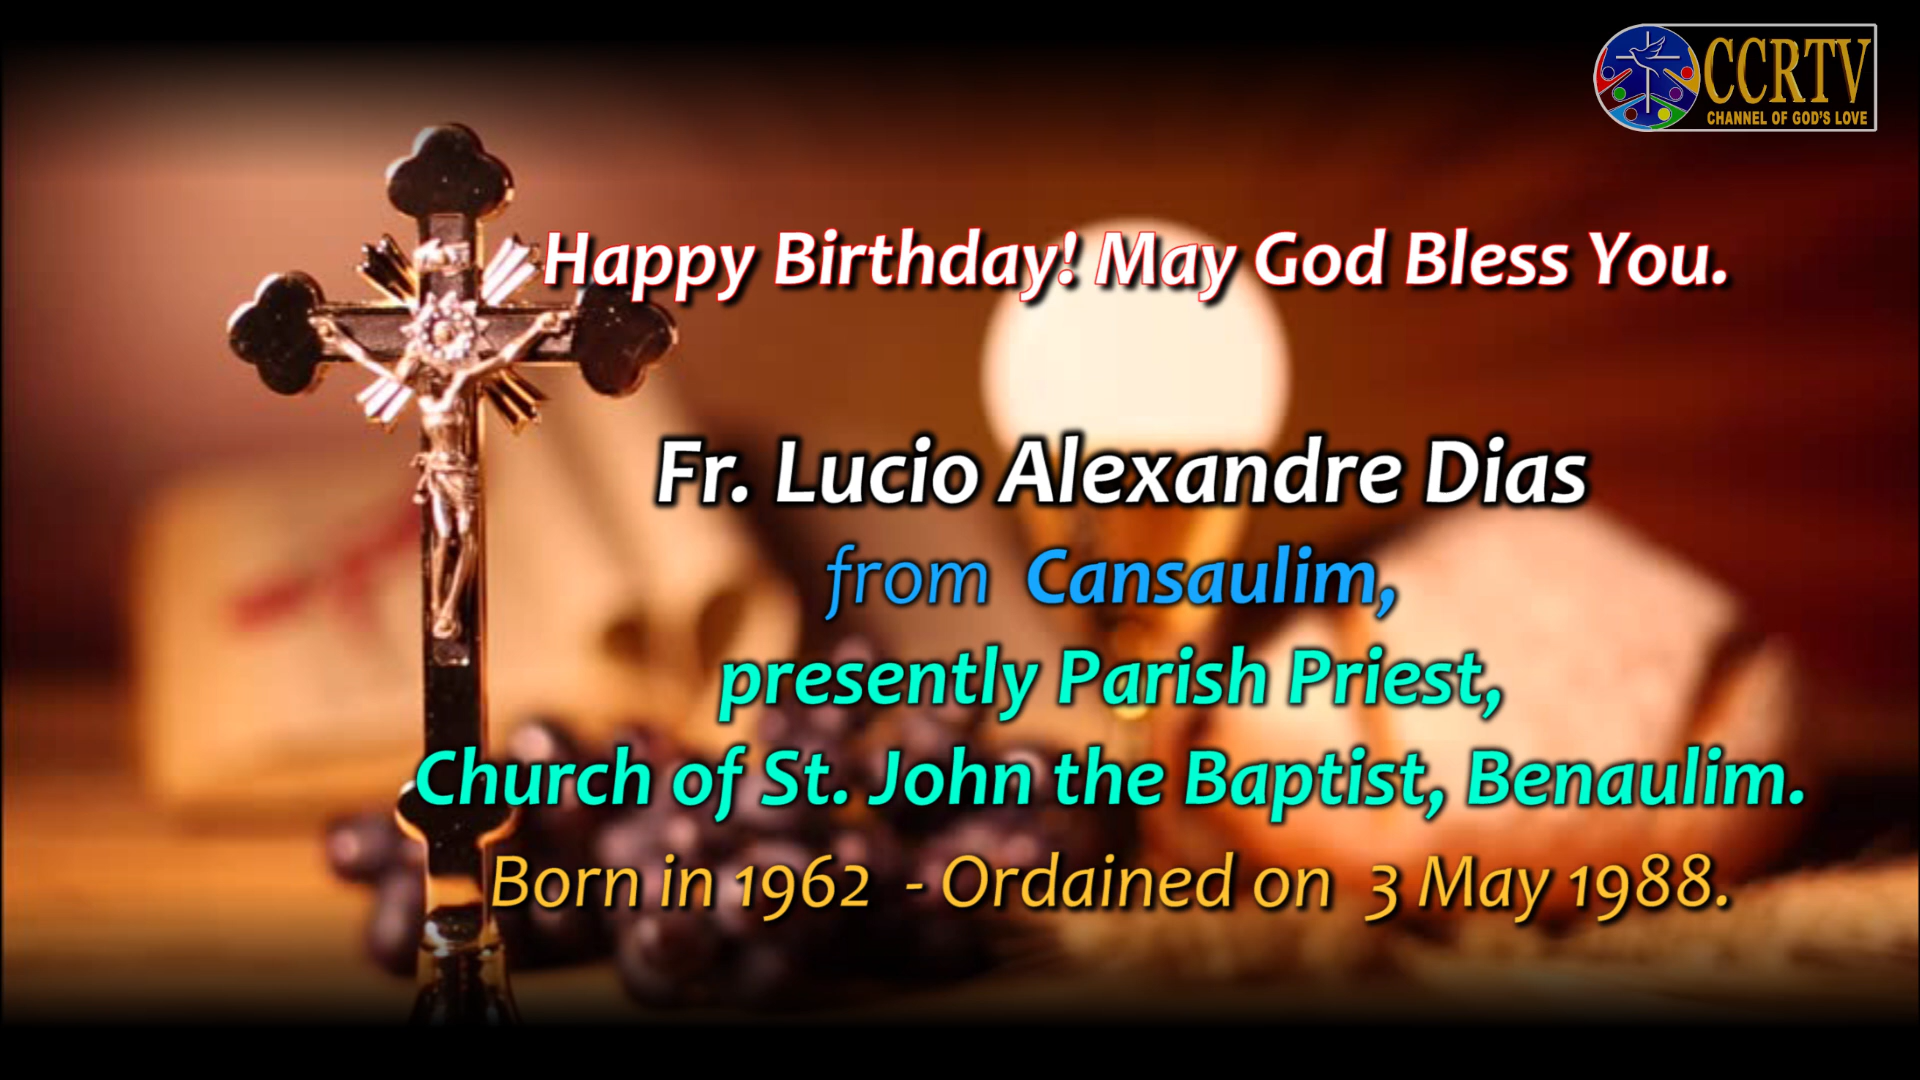 CCRTV
CHANNEL OF GOD'S LOVE
Happy Birthday! May God Bless You.
Fr. Lucio Alexandre Dias
from Cansaulim,
presently Parish Priest,
Church of St. John the Baptist, Benaulim.
Born in 1962 - Ordained on 3 May 1988.